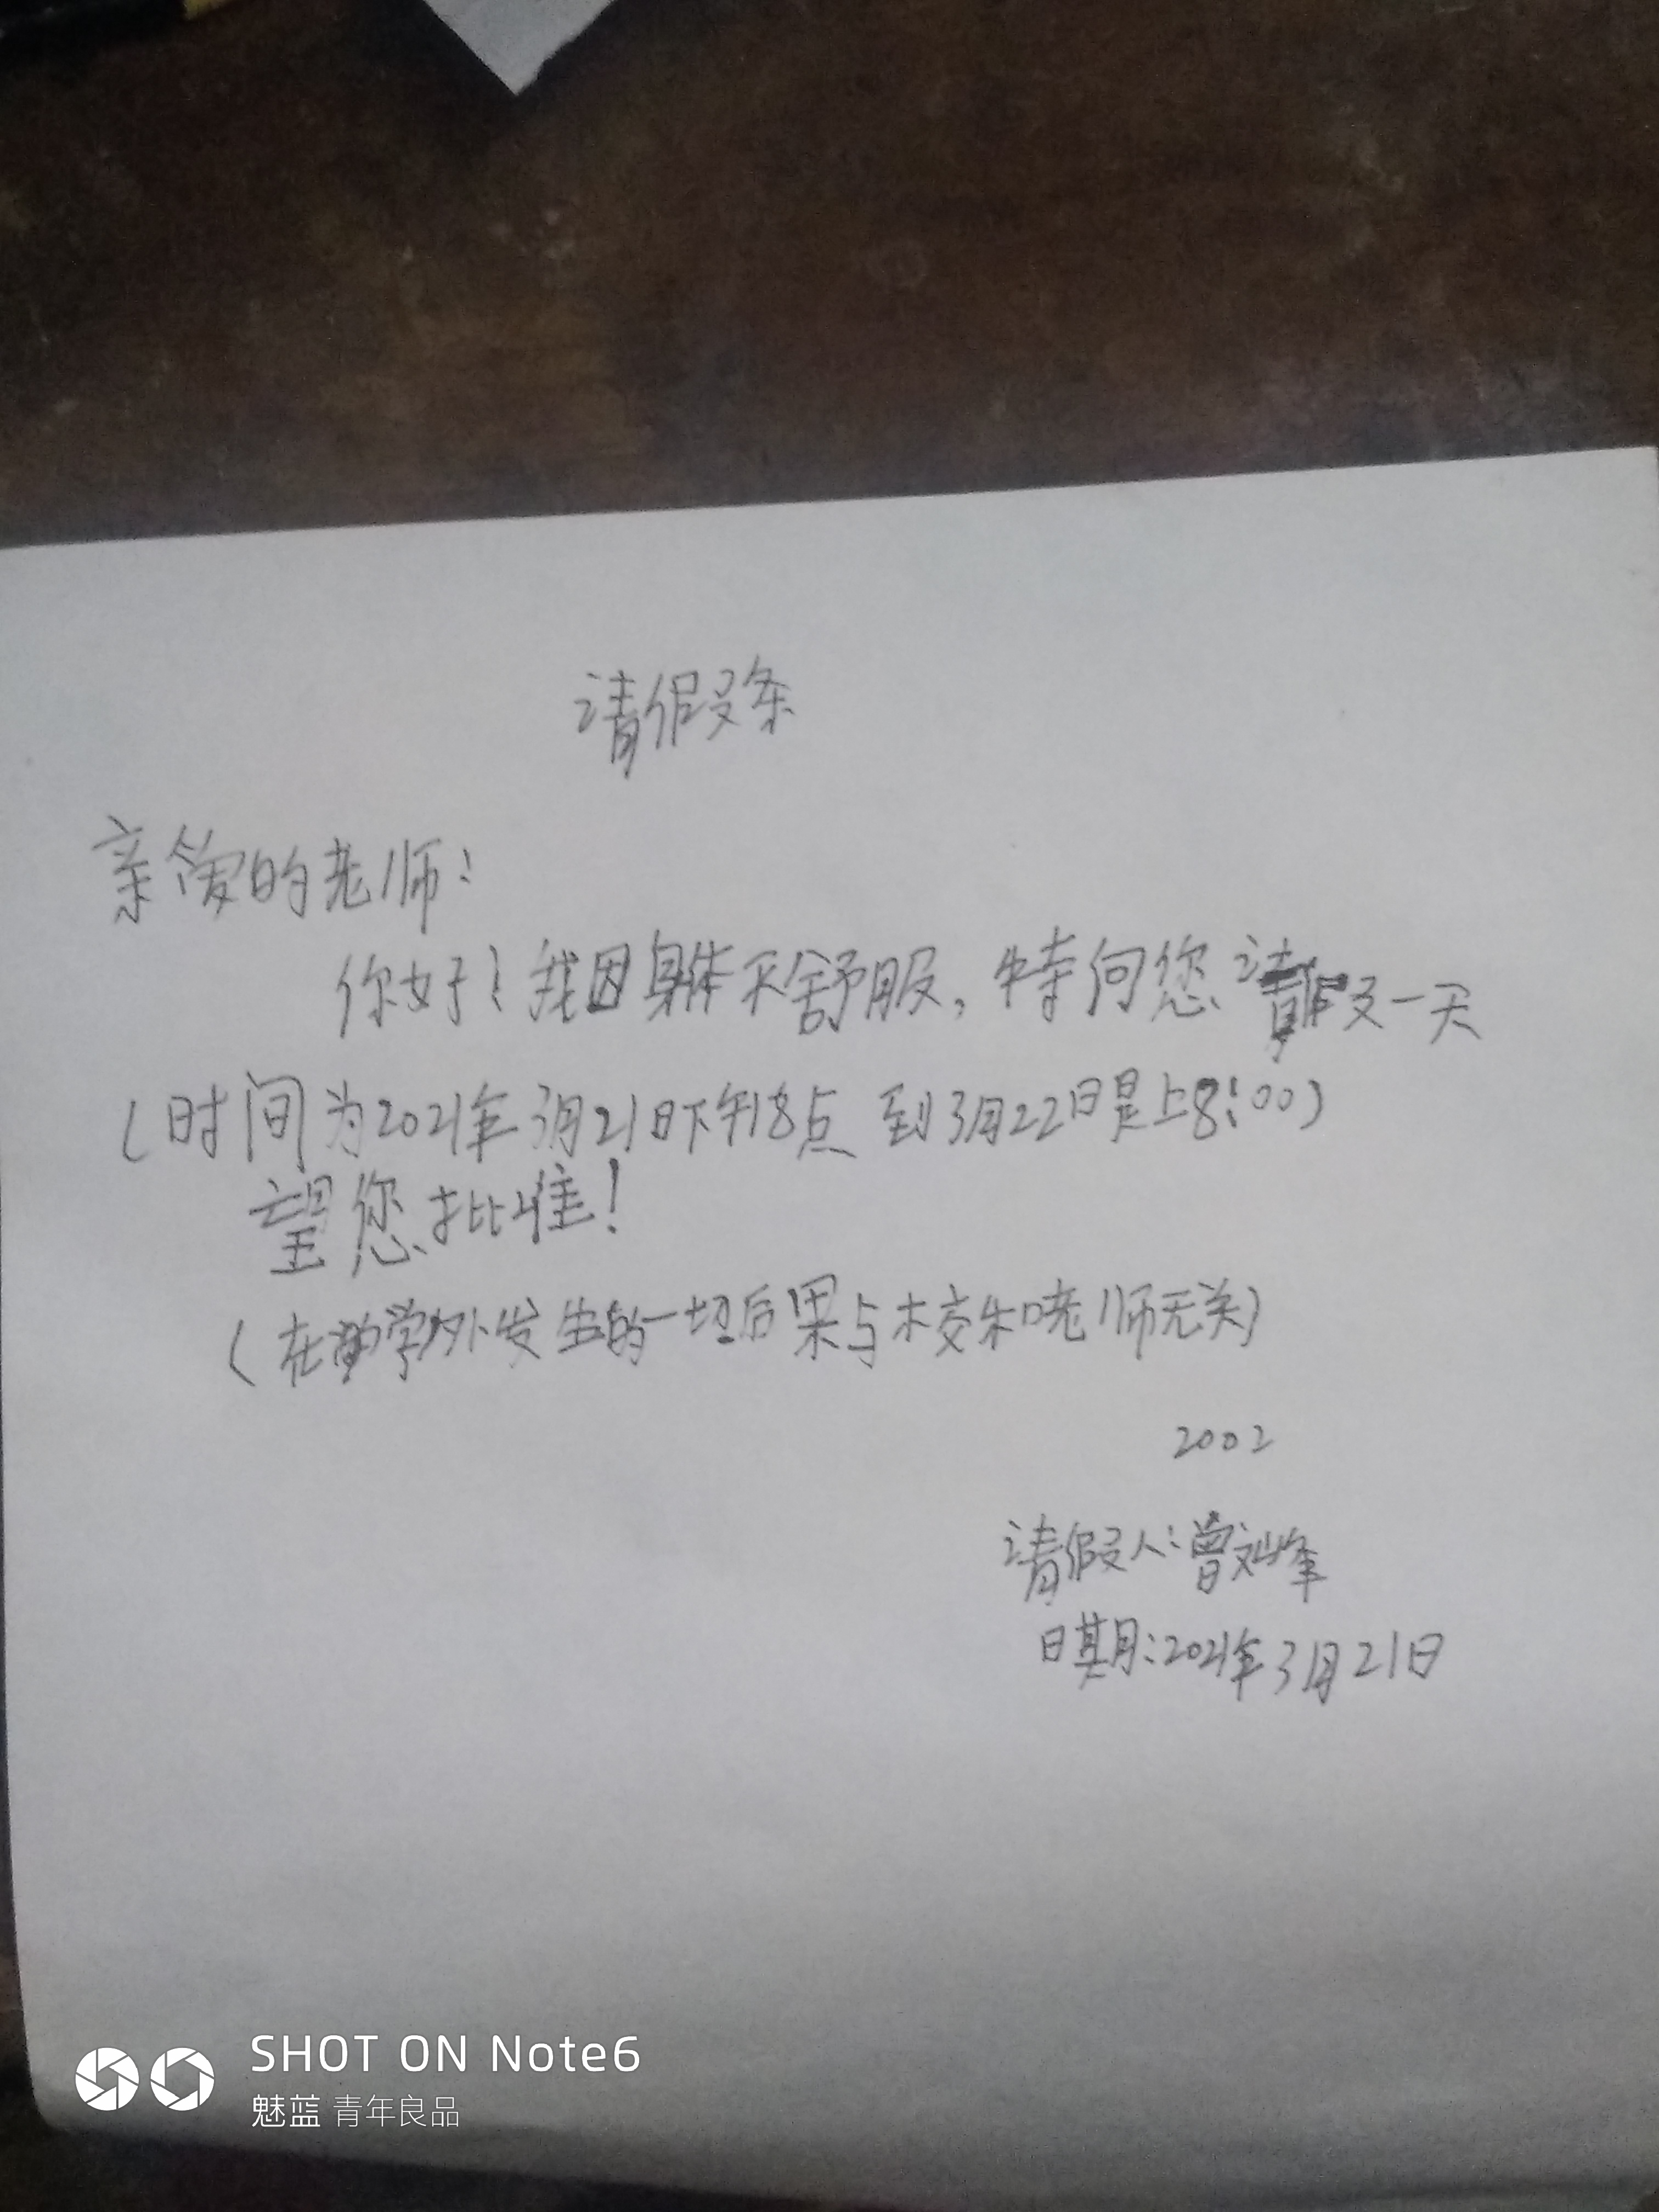 请假条
亲爱的老师：
你好！我因身体不舒服，特向您请假一天
（时间为2021年3月21日下午18点 到3月22日晚上8:00）
望您批准！
（在学外发生的一切后果与校和老师无关）
2002
请假人：曾文峰
日期：2021年3月21日
SHOT ON Note6
魅蓝 青年良品